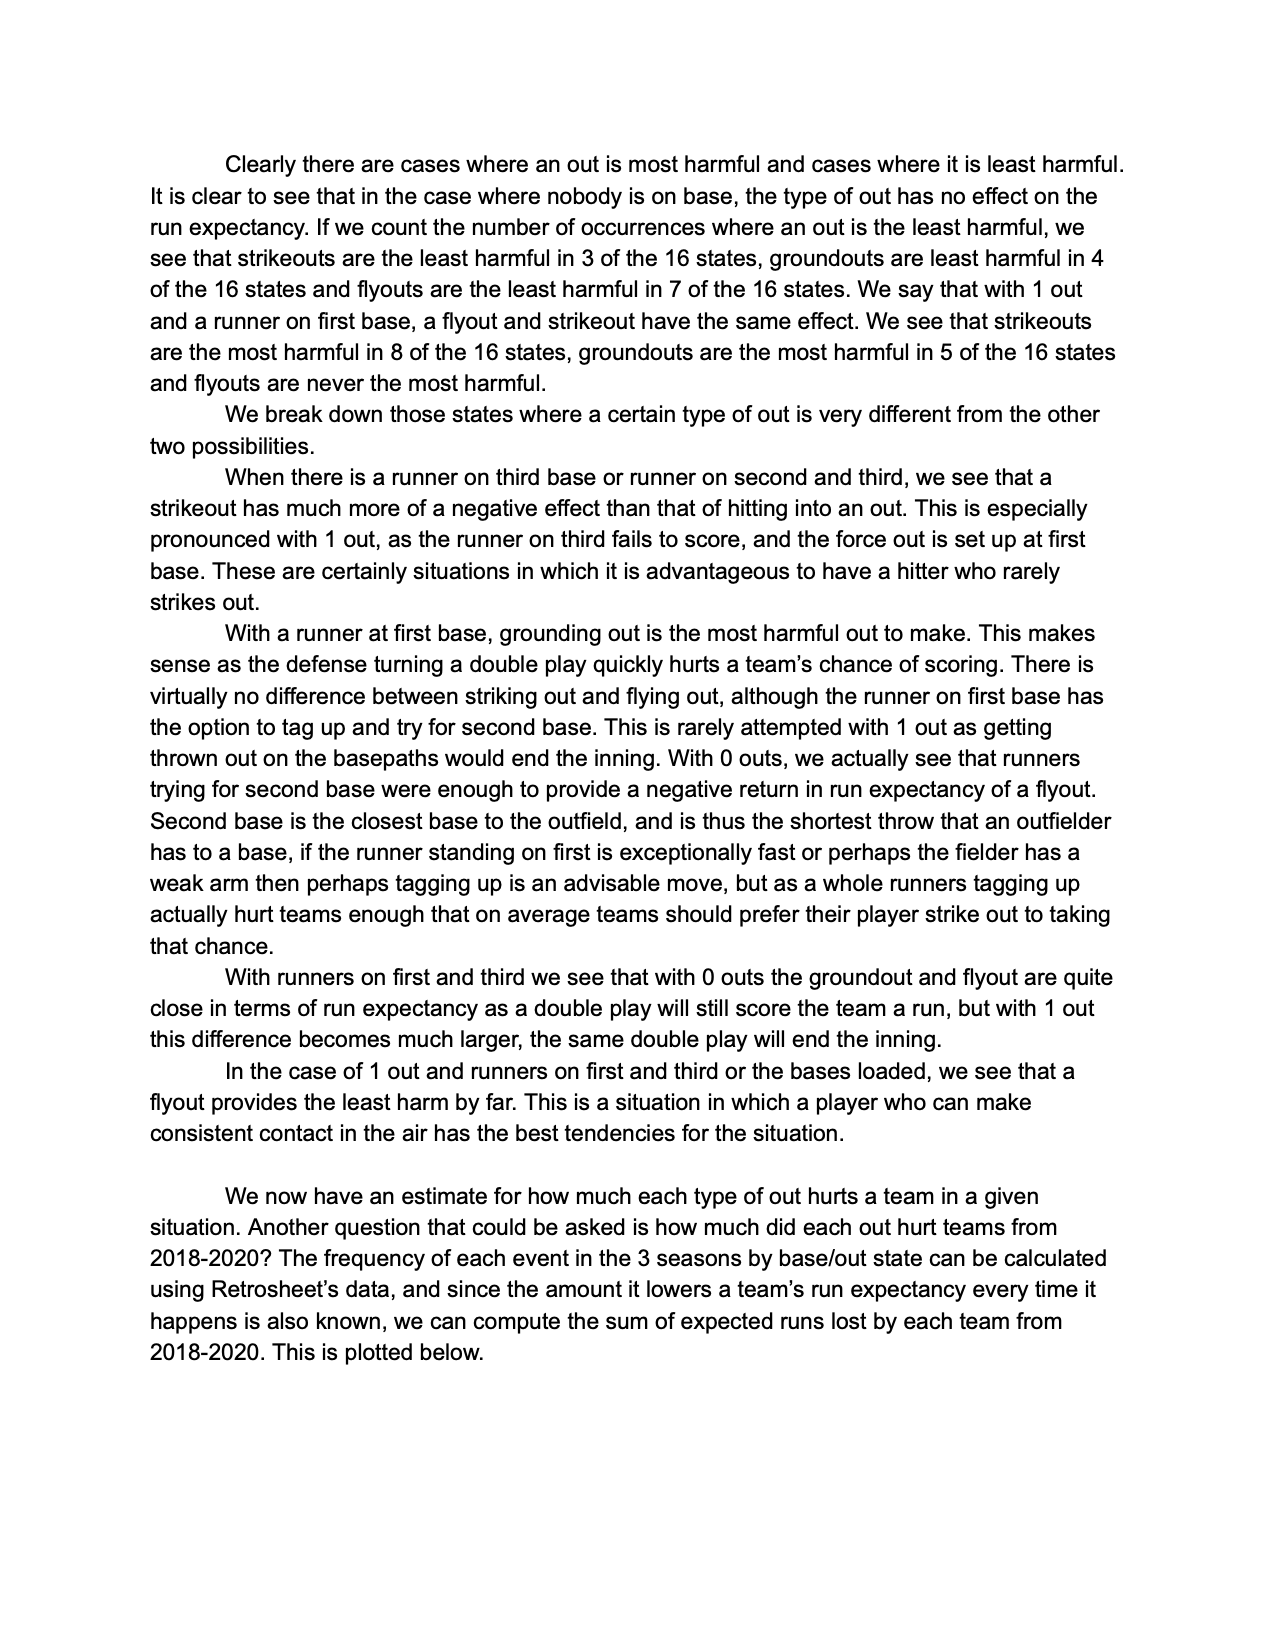 Clearly there are cases where an out is most harmful and cases where it is least harmful.
It is clear to see that in the case where nobody is on base, the type of out has no effect on the
run expectancy. If we count the number of occurrences where an out is the least harmful, we
see that strikeouts are the least harmful in 3 of the 16 states, groundouts are least harmful in 4
of the 16 states and flyouts are the least harmful in 7 of the 16 states. We say that with 1 out
and a runner on first base, a flyout and strikeout have the same effect. We see that strikeouts
are the most harmful in 8 of the 16 states, groundouts are the most harmful in 5 of the 16 states
and flyouts are never the most harmful.
We break down those states where a certain type of out is very different from the other
two possibilities.
When there is a runner on third base or runner on second and third, we see that a
strikeout has much more of a negative effect than that of hitting into an out. This is especially
pronounced with 1 out, as the runner on third fails to score, and the force out is set up at first
base. These are certainly situations in which it is advantageous to have a hitter who rarely
strikes out.
With a runner at first base, grounding out is the most harmful out to make. This makes
sense as the defense turning a double play quickly hurts a team’s chance of scoring. There is
virtually no difference between striking out and flying out, although the runner on first base has
the option to tag up and try for second base. This is rarely attempted with 1 out as getting
thrown out on the basepaths would end the inning. With 0 outs, we actually see that runners
trying for second base were enough to provide a negative return in run expectancy of a flyout.
Second base is the closest base to the outfield, and is thus the shortest throw that an outfielder
has to a base, if the runner standing on first is exceptionally fast or perhaps the fielder has a
weak arm then perhaps tagging up is an advisable move, but as a whole runners tagging up
actually hurt teams enough that on average teams should prefer their player strike out to taking
that chance.
With runners on first and third we see that with 0 outs the groundout and flyout are quite
close in terms of run expectancy as a double play will still score the team a run, but with 1 out
this difference becomes much larger, the same double play will end the inning.
In the case of 1 out and runners on first and third or the bases loaded, we see that a
flyout provides the least harm by far. This is a situation in which a player who can make
consistent contact in the air has the best tendencies for the situation.
We now have an estimate for how much each type of out hurts a team in a given
situation. Another question that could be asked is how much did each out hurt teams from
2018-2020? The frequency of each event in the 3 seasons by base/out state can be calculated
using Retrosheet’s data, and since the amount it lowers a team’s run expectancy every time it
happens is also known, we can compute the sum of expected runs lost by each team from
2018-2020. This is plotted below.